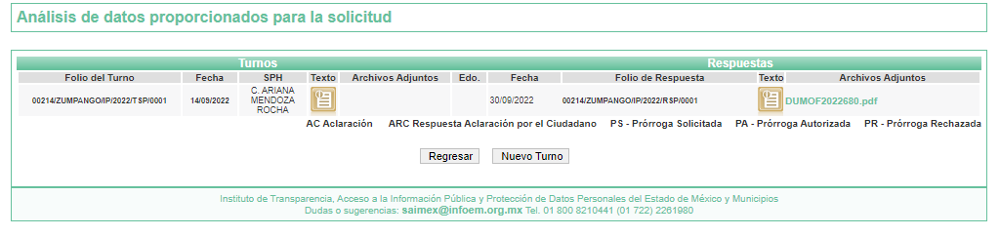 Análisis de datos proporcionados para la solicitud
Turnos Respuestas
Folio del Turno Fecha SPH Texto Archivos Adjuntos Edo. Fecha Folio de Respuesta Texto Archivos Adjuntos
00214/ZUMPANGO/IP/2022/TSP/0001 14/09/2022 C. ARIANA MENDOZA ROCHA 30/09/2022 00214/ZUMPANGO/IP/2022/RSP/0001 DUMOF2022680.pdf
AC Aclaración ARC Respuesta Aclaración por el Ciudadano PS - Prórroga Solicitada PA - Prórroga Autorizada PR - Prórroga Rechazada
Regresar Nuevo Turno
Instituto de Transparencia, Acceso a la Información Pública y Protección de Datos Personales del Estado de México y Municipios
Dudas o sugerencias: saimex@infoem.org.mx Tel. 01 800 8210441 (01 722) 2261980